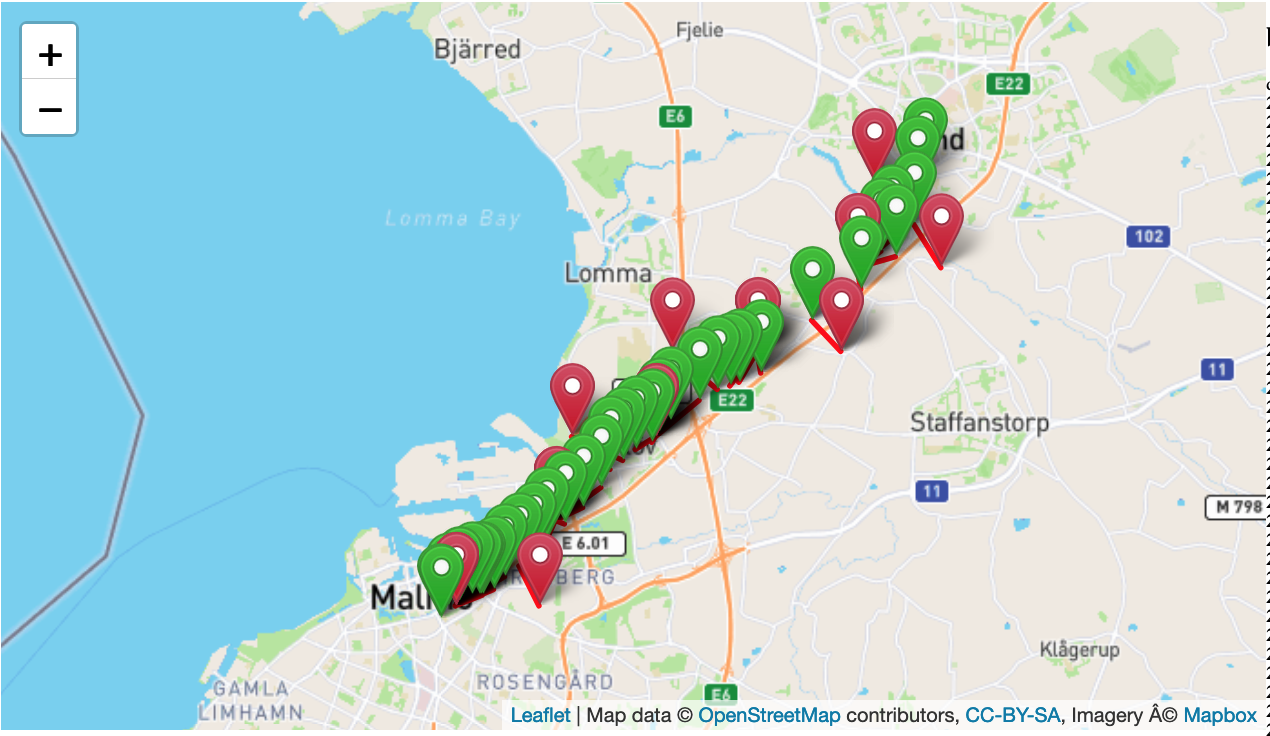 +
−
Bjärred
Fjelie
E22
E6
nd
Lomma Bay
102
Lomma
11
E22
Staffanstorp
11
M 798
E 6.01
BERG
Klågerup
ROSENGÅRD
GAMLA
LIMHAMN
E6
Leaflet | Map data © OpenStreetMap contributors, CC-BY-SA, Imagery Â© Mapbox